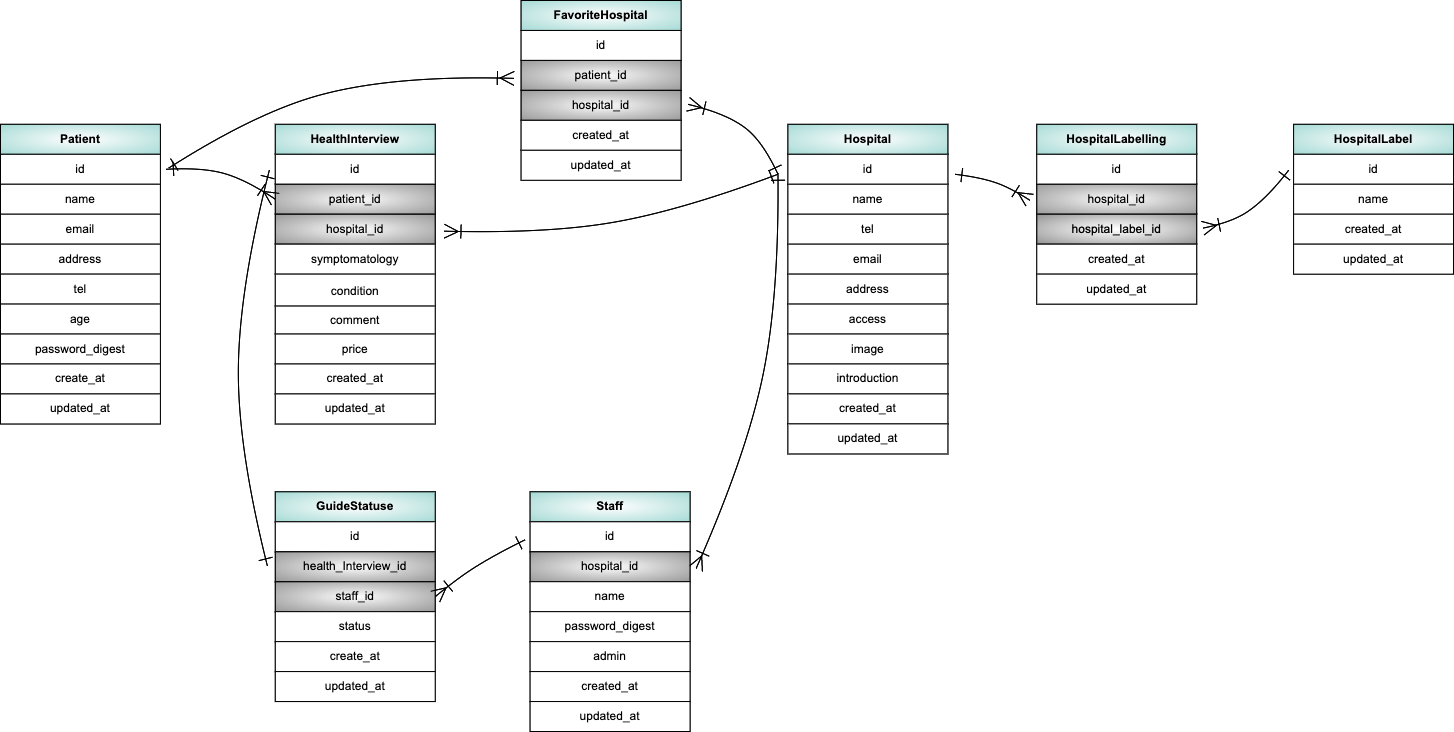 FavoriteHospital
id
patient_id
hospital_id
created_at
updated_at
Patient
id
name
email
address
tel
age
password_digest
create_at
updated_at
HealthInterview
id
patient_id
hospital_id
symptomatology
condition
comment
price
created_at
updated_at
Hospital
id
name
tel
email
address
access
image
introduction
created_at
updated_at
HospitalLabelling
id
hospital_id
hospital_label_id
created_at
updated_at
HospitalLabel
id
name
created_at
updated_at
GuideStatuse
id
health_Interview_id
staff_id
status
create_at
updated_at
Staff
id
hospital_id
name
password_digest
admin
created_at
updated_at